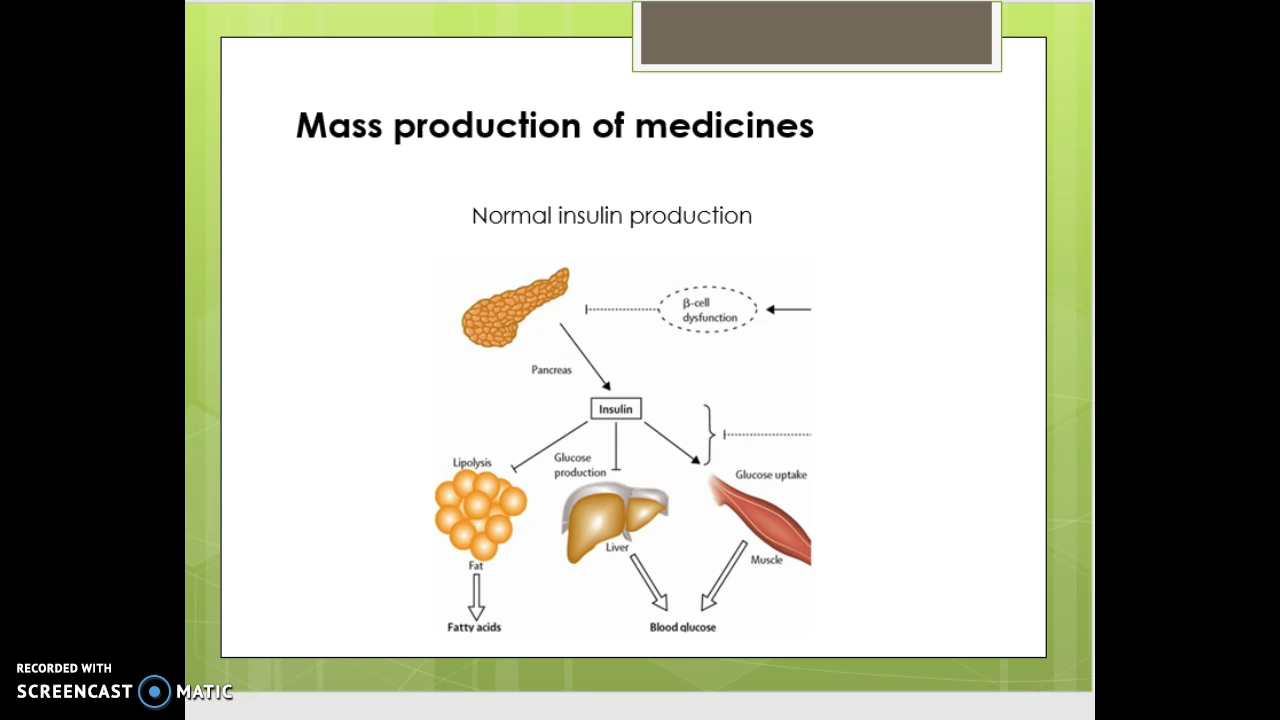 Mass production of medicines
Normal insulin production
β-cell
dysfunction
Pancreas
Insulin
Lipolysis
Glucose
production
Glucose uptake
Liver
Muscle
Fat
Fatty acids
Blood glucose
RECORDED WITH
SCREENCAST MATIC